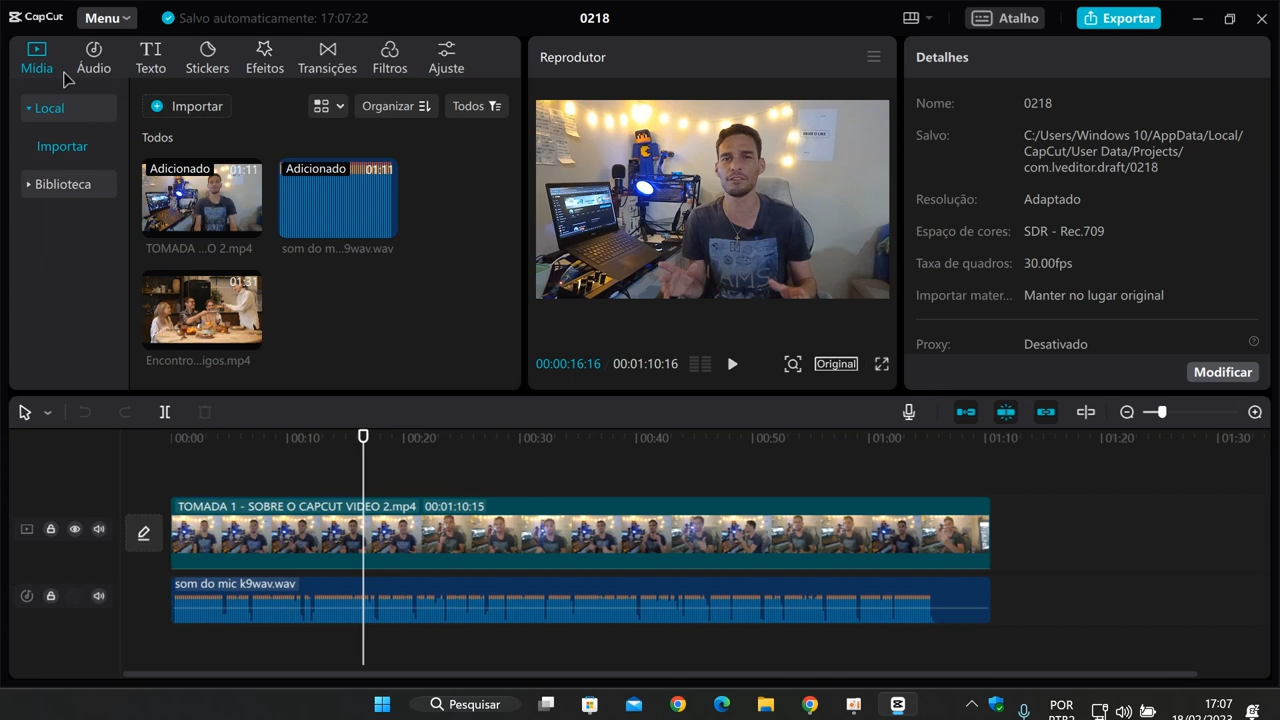 CapCut
Menu
Salvo automaticamente: 17:07:22
0218
Atalho
Exportar
Mídia
Áudio
Texto
Stickers
Efeitos
Transições
Filtros
Ajuste
Local
Importar
Biblioteca
Importar
Organizar
Todos
Todos
Adicionado 01:11
TOMADA ...O 2.mp4
Adicionado 01:11
som do m...9wav.wav
01:31
Encontro...igos.mp4
Reprodutor
00:00:16:16 / 00:01:10:16
Original
Detalhes
Nome: 0218
Salvo: C:/Users/Windows 10/AppData/Local/
CapCut/User Data/Projects/
com.lveditor.draft/0218
Resolução: Adaptado
Espaço de cores: SDR - Rec.709
Taxa de quadros: 30.00fps
Importar mater... Manter no lugar original
Proxy: Desativado
Modificar
00:00 00:10 00:20 00:30 00:40 00:50 01:00 01:10 01:20 01:30
TOMADA 1 - SOBRE O CAPCUT VIDEO 2.mp4 00:01:10:15
som do mic k9wav.wav
Pesquisar
POR
PTB2
17:07
18/02/2023